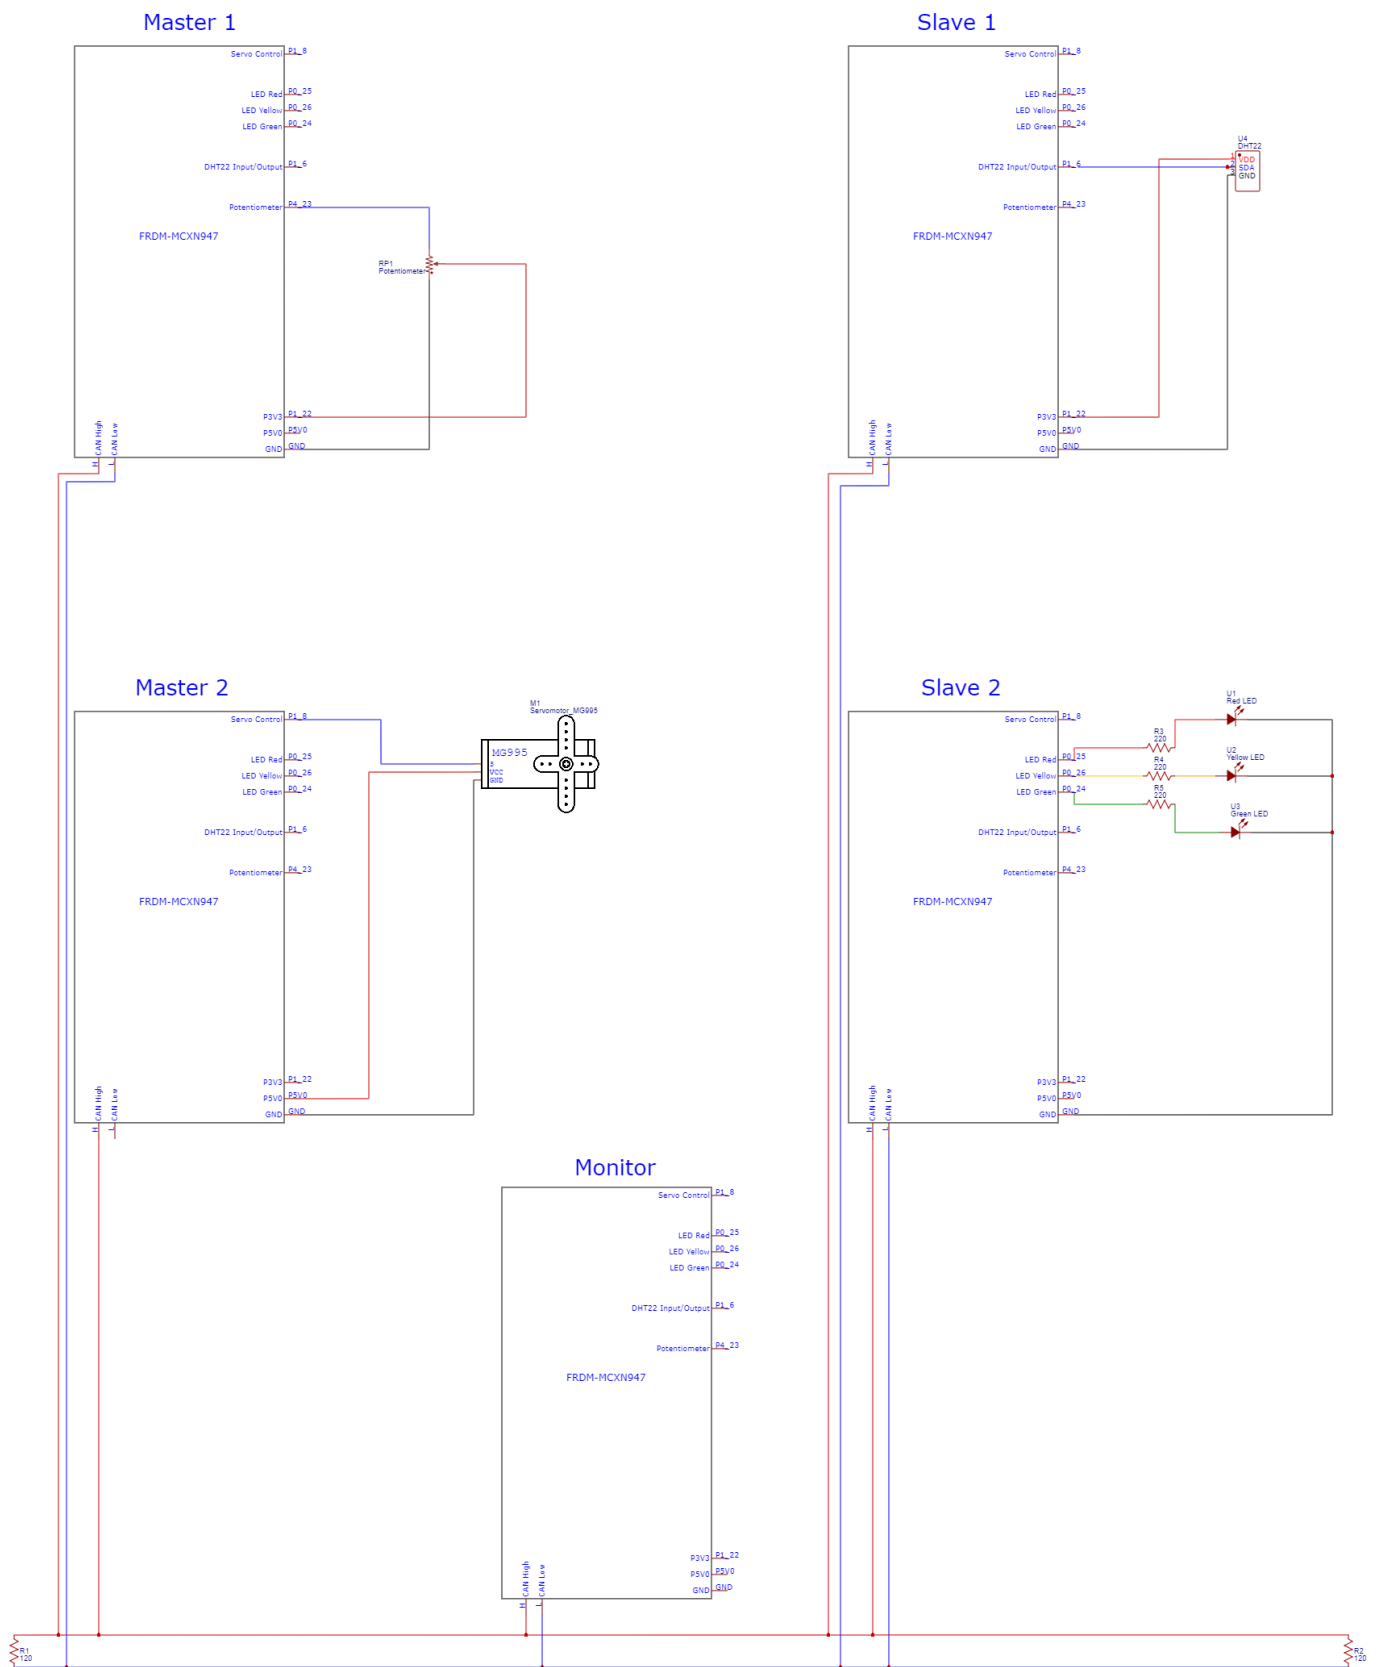 Master 1
Servo Control P1_8
LED Red P0_25
LED Yellow P0_26
LED Green P0_24
DHT22 Input/Output P1_6
Potentiometer P4_23
FRDM-MCXN947
RP1
Potentiometer
P3V3 P1_22
P5V0 P5V0
GND GND
CAN High
CAN Low
H
L
Slave 1
Servo Control P1_8
LED Red P0_25
LED Yellow P0_26
LED Green P0_24
DHT22 Input/Output P1_6
Potentiometer P4_23
FRDM-MCXN947
U4
DHT22
1 VDD
2 SDA
3 GND
P3V3 P1_22
P5V0 P5V0
GND GND
CAN High
CAN Low
H
L
Master 2
Servo Control P1_8
LED Red P0_25
LED Yellow P0_26
LED Green P0_24
DHT22 Input/Output P1_6
Potentiometer P4_23
FRDM-MCXN947
M1
Servomotor_MG995
MG995
S
VCC
GND
P3V3 P1_22
P5V0 P5V0
GND GND
CAN High
CAN Low
H
L
Slave 2
Servo Control P1_8
LED Red P0_25
LED Yellow P0_26
LED Green P0_24
DHT22 Input/Output P1_6
Potentiometer P4_23
FRDM-MCXN947
U1
Red LED
R3
220
U2
Yellow LED
R4
220
R5
220
U3
Green LED
P3V3 P1_22
P5V0 P5V0
GND GND
CAN High
CAN Low
H
L
Monitor
Servo Control P1_8
LED Red P0_25
LED Yellow P0_26
LED Green P0_24
DHT22 Input/Output P1_6
Potentiometer P4_23
FRDM-MCXN947
P3V3 P1_22
P5V0 P5V0
GND GND
CAN High
CAN Low
H
L
R1
120
R2
120